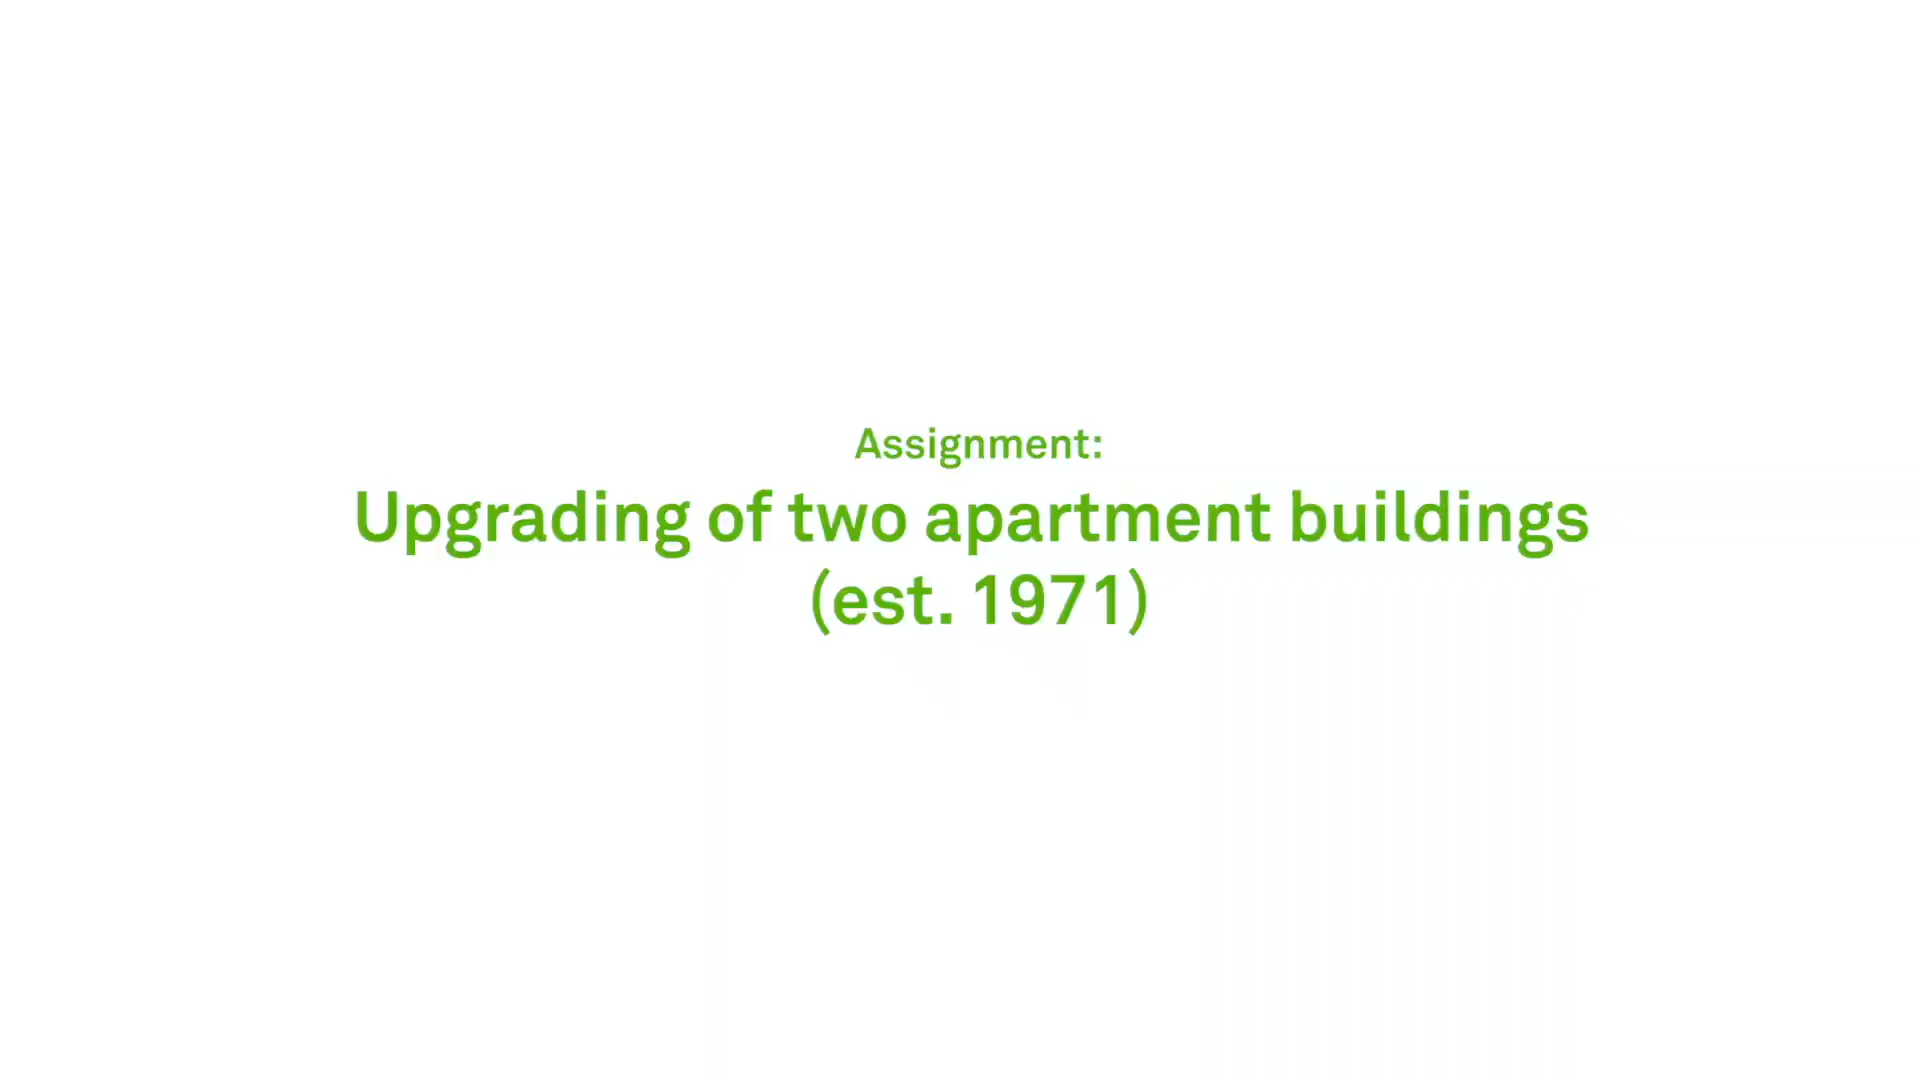 Assignment:
Upgrading of two apartment buildings
(est. 1971)